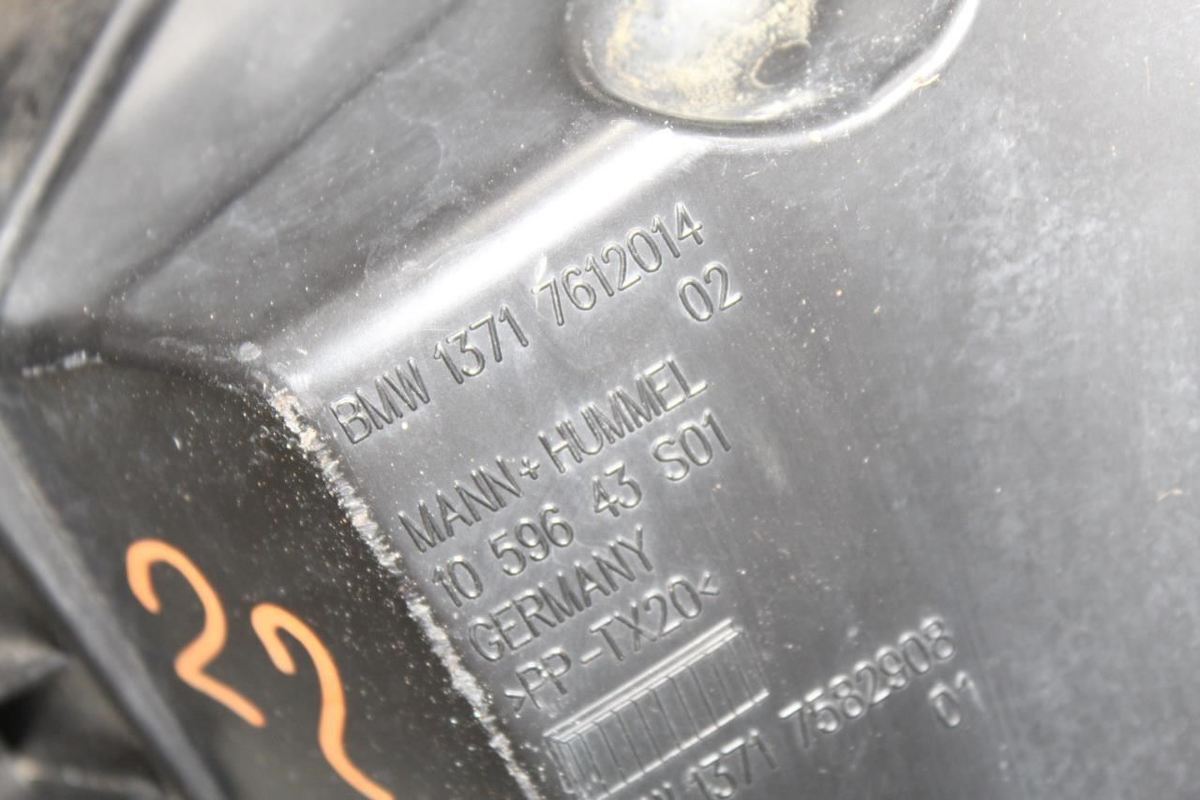 BMW 1371 7612014
02
MANN+HUMMEL
10 596 43 S01
GERMANY
>PP-TX20<
1371 7582908
01
22